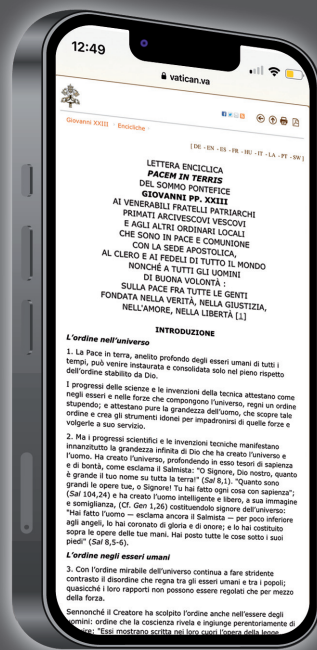 12:49
vatican.va
Giovanni XXIII
Encicliche
[ DE - EN - ES - FR - HU - IT - LA - PT - SW ]
LETTERA ENCICLICA
PACEM IN TERRIS
DEL SOMMO PONTEFICE
GIOVANNI PP. XXIII
AI VENERABILI FRATELLI PATRIARCHI
PRIMATI ARCIVESCOVI VESCOVI
E AGLI ALTRI ORDINARI LOCALI
CHE SONO IN PACE E COMUNIONE
CON LA SEDE APOSTOLICA,
AL CLERO E AI FEDELI DI TUTTO IL MONDO
NONCHÉ A TUTTI GLI UOMINI
DI BUONA VOLONTÀ :
SULLA PACE FRA TUTTE LE GENTI
FONDATA NELLA VERITÀ, NELLA GIUSTIZIA,
NELL'AMORE, NELLA LIBERTÀ [1]
INTRODUZIONE
L'ordine nell'universo
1. La Pace in terra, anelito profondo degli esseri umani di tutti i
tempi, può venire instaurata e consolidata solo nel pieno rispetto
dell'ordine stabilito da Dio.
I progressi delle scienze e le invenzioni della tecnica attestano come
negli esseri e nelle forze che compongono l'universo, regni un ordine
stupendo; e attestano pure la grandezza dell'uomo, che scopre tale
ordine e crea gli strumenti idonei per impadronirsi di quelle forze e
volgerle a suo servizio.
2. Ma i progressi scientifici e le invenzioni tecniche manifestano
innanzitutto la grandezza infinita di Dio che ha creato l'universo e
l'uomo. Ha creato l'universo, profondendo in esso tesori di sapienza
e di bontà, come esclama il Salmista: "O Signore, Dio nostro, quanto
è grande il tuo nome su tutta la terra!" (Sal 8,1). "Quanto sono
grandi le opere tue, o Signore! Tu hai fatto ogni cosa con sapienza";
(Sal 104,24) e ha creato l'uomo intelligente e libero, a sua immagine
e somiglianza, (Cf. Gen 1,26) costituendolo signore dell'universo:
"Hai fatto l'uomo — esclama ancora il Salmista — per poco inferiore
agli angeli, lo hai coronato di gloria e di onore; e lo hai costituito
sopra le opere delle tue mani. Hai posto tutte le cose sotto i suoi
piedi" (Sal 8,5-6).
L'ordine negli esseri umani
3. Con l'ordine mirabile dell'universo continua a fare stridente
contrasto il disordine che regna tra gli esseri umani e tra i popoli;
quasicché i loro rapporti non possono essere regolati che per mezzo
della forza.
Sennonché il Creatore ha scolpito l'ordine anche nell'essere degli
uomini: ordine che la coscienza rivela e ingiunge perentoriamente di
"Essi mostrano scritta nei loro cuori l'opera della legge